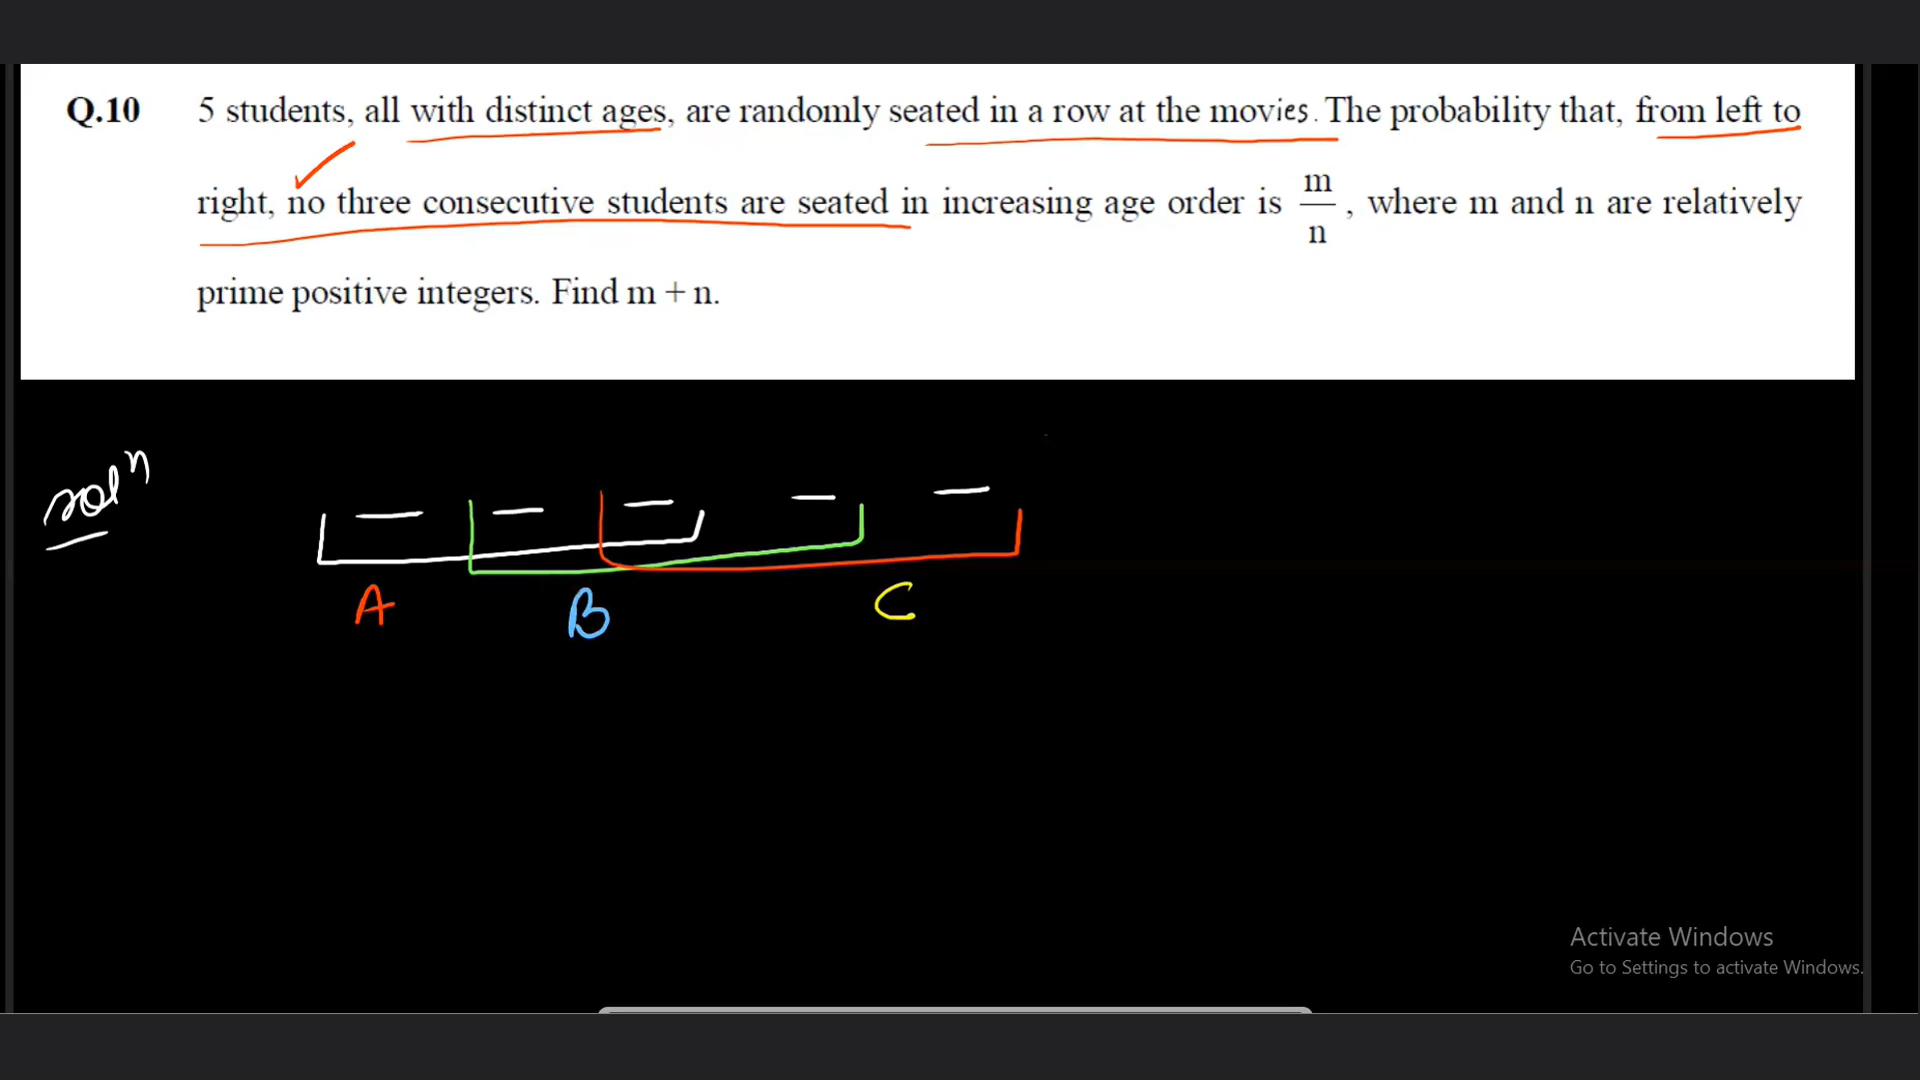 Q.10 5 students, all with distinct ages, are randomly seated in a row at the movies. The probability that, from left to
right, no three consecutive students are seated in increasing age order is m/n, where m and n are relatively
prime positive integers. Find m + n.
solⁿ
A B C
Activate Windows
Go to Settings to activate Windows.